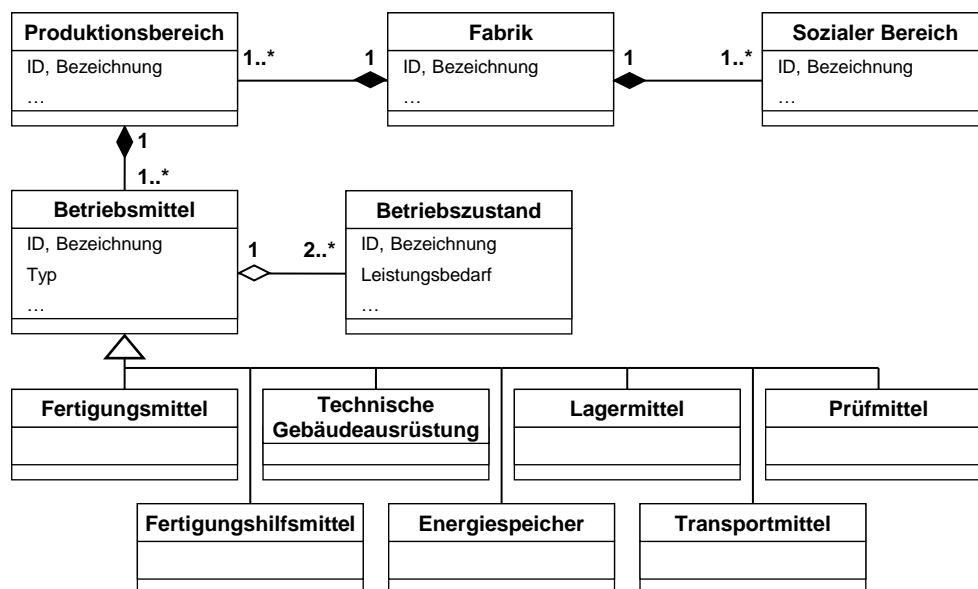 Produktionsbereich
ID, Bezeichnung
…
1..*
1
Fabrik
ID, Bezeichnung
…
1
1..*
Sozialer Bereich
ID, Bezeichnung
…
1
1..*
Betriebsmittel
ID, Bezeichnung
Typ
…
1
2..*
Betriebszustand
ID, Bezeichnung
Leistungsbedarf
…
Fertigungsmittel
Technische
Gebäudeausrüstung
Lagermittel
Prüfmittel
Fertigungshilfsmittel
Energiespeicher
Transportmittel